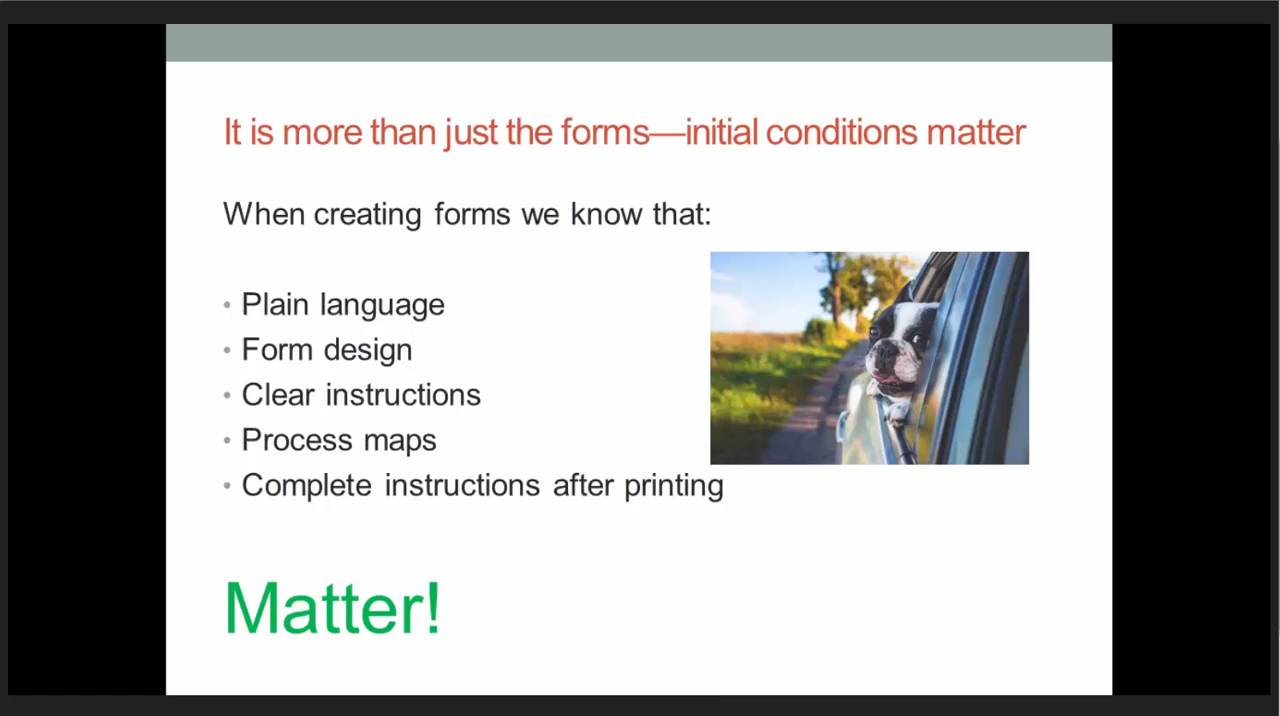 It is more than just the forms—initial conditions matter
When creating forms we know that:
• Plain language
• Form design
• Clear instructions
• Process maps
• Complete instructions after printing
Matter!